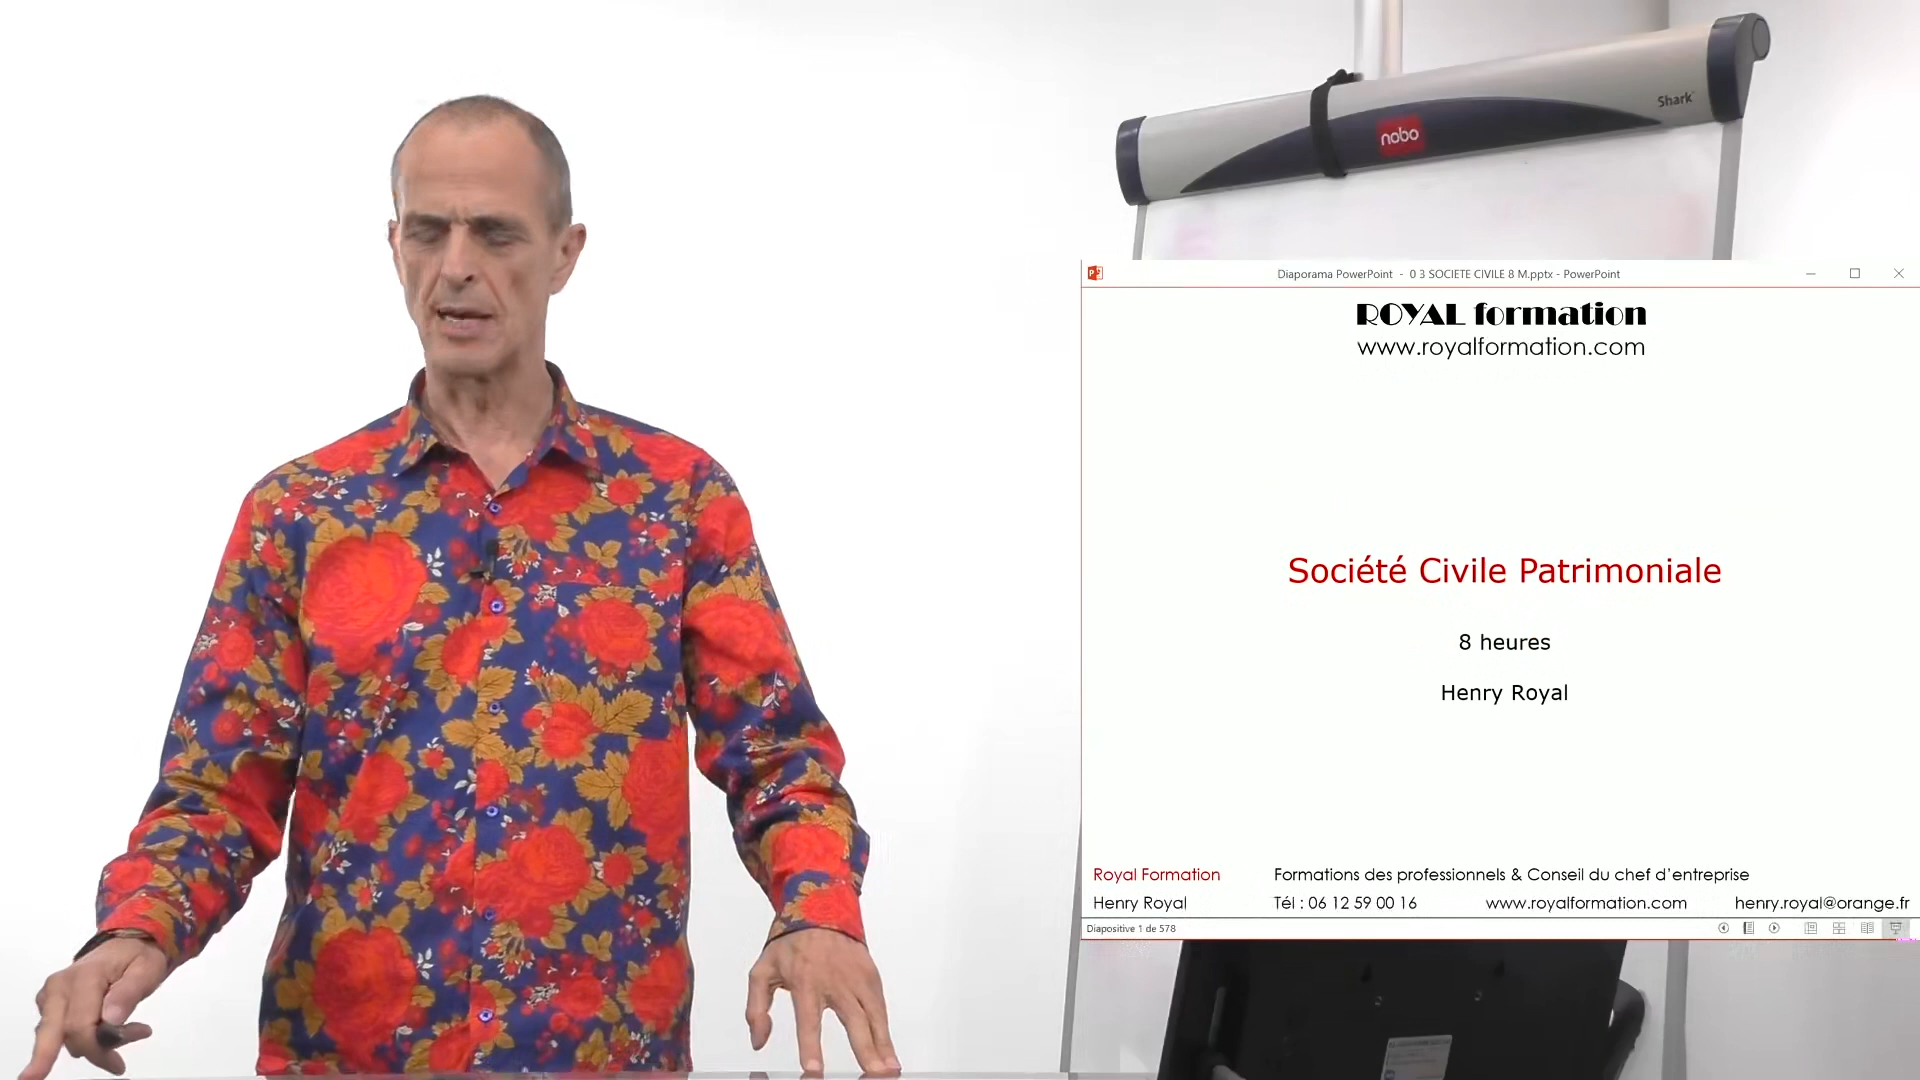 Shark
nobo
Diaporama PowerPoint - 0 3 SOCIETE CIVILE 8 M.pptx - PowerPoint
ROYAL formation
www.royalformation.com
Société Civile Patrimoniale
8 heures
Henry Royal
Royal Formation Formations des professionnels & Conseil du chef d'entreprise
Henry Royal Tél : 06 12 59 00 16 www.royalformation.com henry.royal@orange.fr
Diapositive 1 de 578